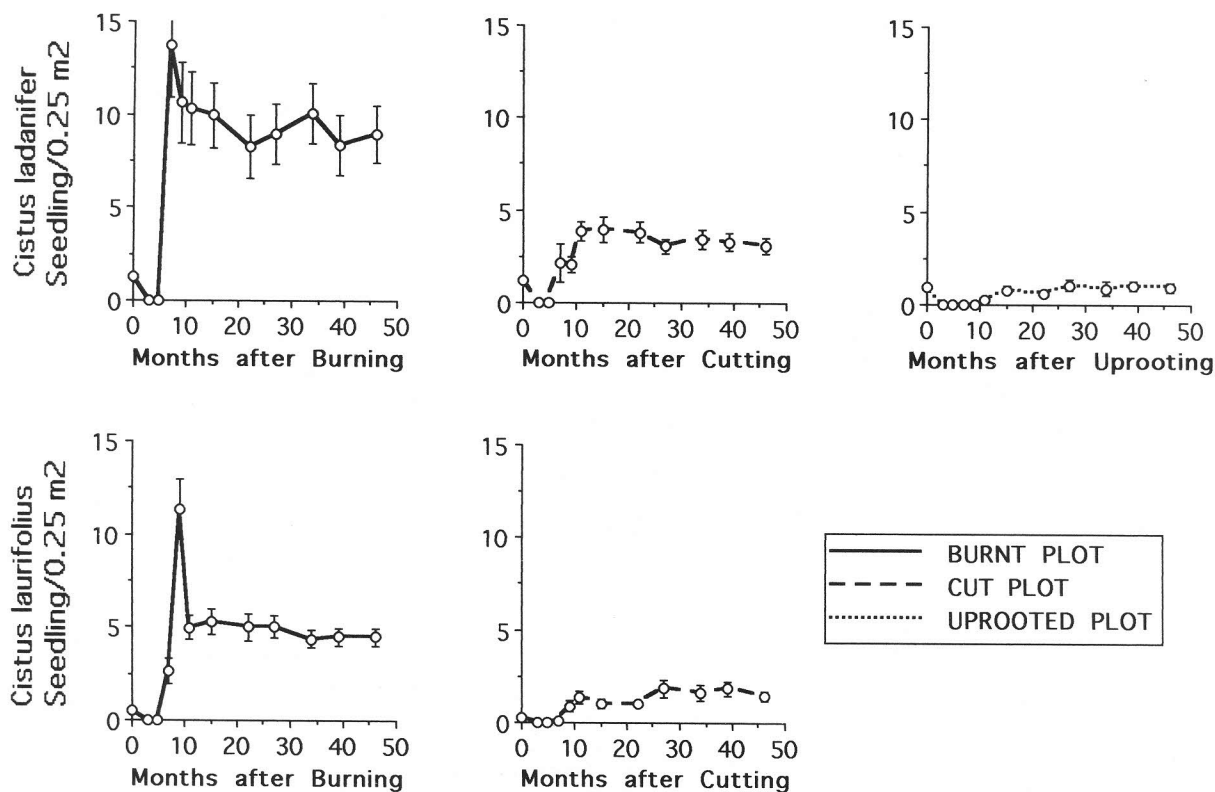 Cistus ladanifer
Seedling/0.25 m2
15
10
5
0
0 10 20 30 40 50
Months after Burning
15
10
5
0
0 10 20 30 40 50
Months after Cutting
15
10
5
0
0 10 20 30 40 50
Months after Uprooting
Cistus laurifolius
Seedling/0.25 m2
15
10
5
0
0 10 20 30 40 50
Months after Burning
15
10
5
0
0 10 20 30 40 50
Months after Cutting
BURNT PLOT
CUT PLOT
UPROOTED PLOT